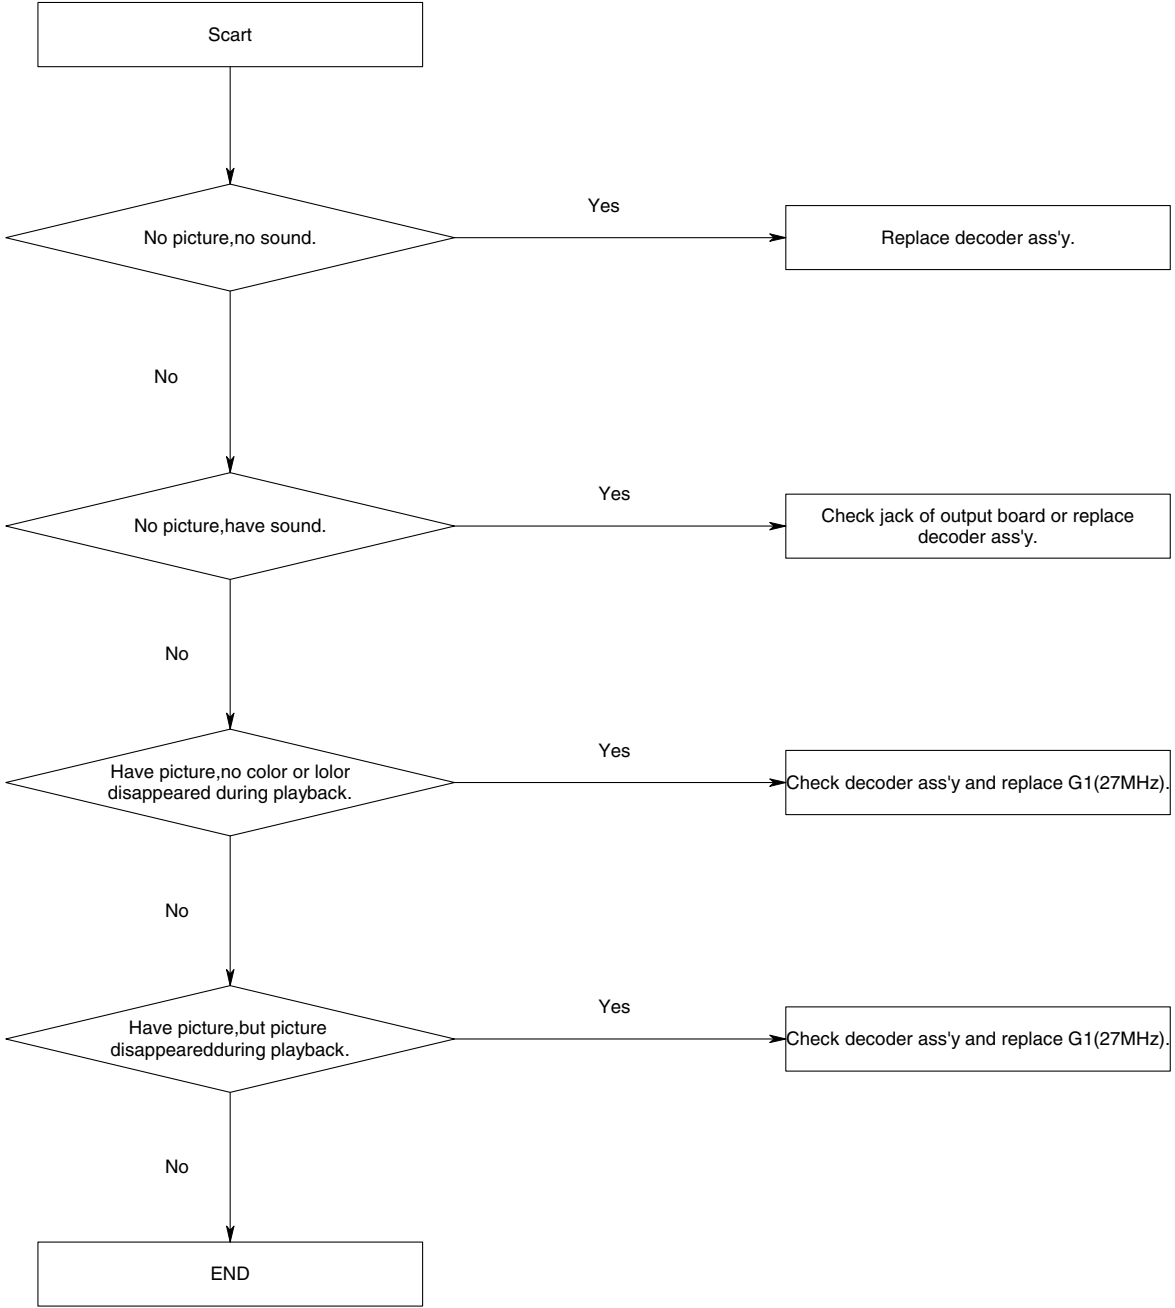 Scart
Yes
No picture,no sound.
Replace decoder ass'y.
No
Yes
No picture,have sound.
Check jack of output board or replace
decoder ass'y.
No
Yes
Have picture,no color or lolor
disappeared during playback.
Check decoder ass'y and replace G1(27MHz).
No
Yes
Have picture,but picture
disappearedduring playback.
Check decoder ass'y and replace G1(27MHz).
No
END